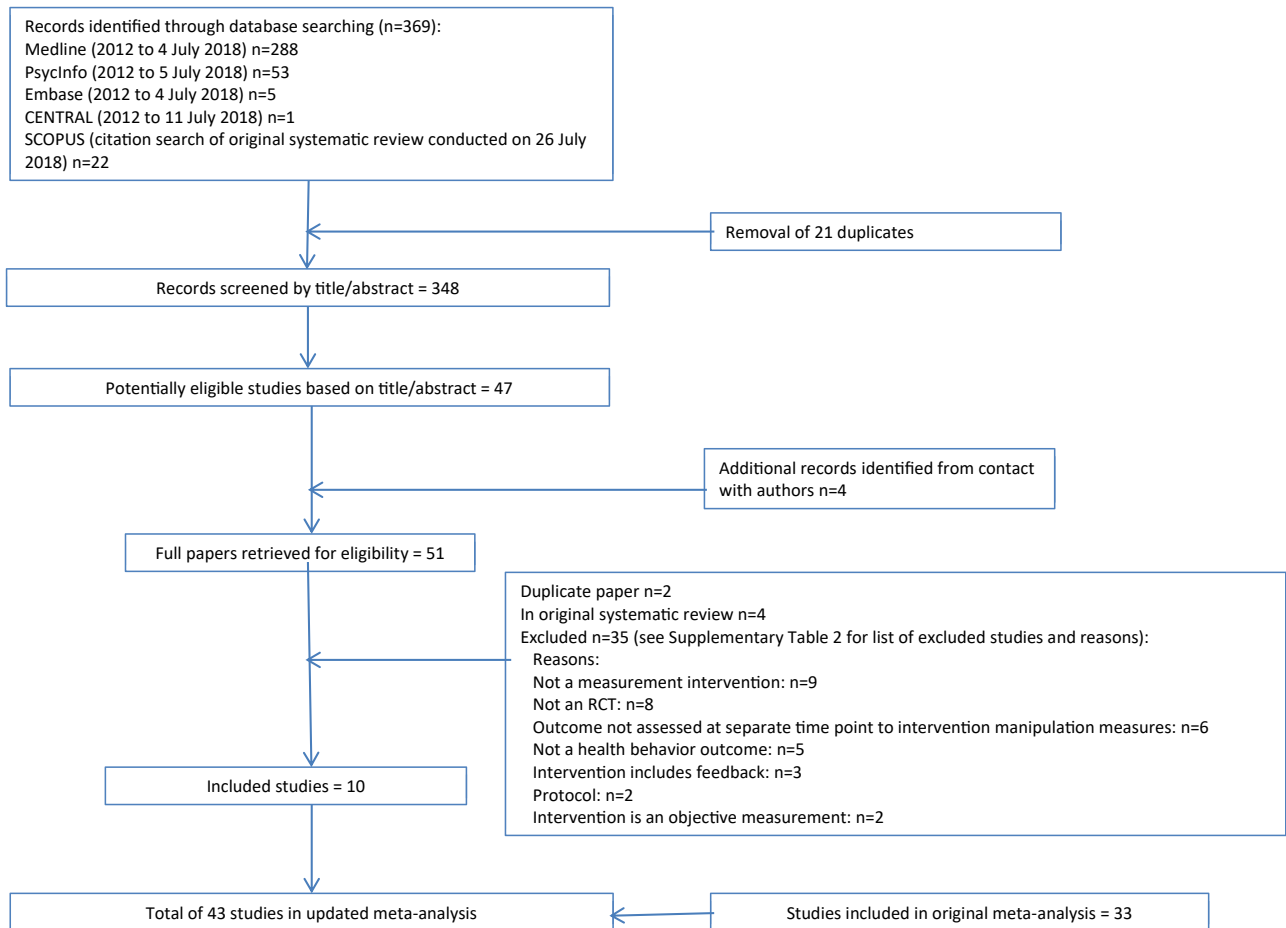 Records identified through database searching (n=369):
Medline (2012 to 4 July 2018) n=288
PsycInfo (2012 to 5 July 2018) n=53
Embase (2012 to 4 July 2018) n=5
CENTRAL (2012 to 11 July 2018) n=1
SCOPUS (citation search of original systematic review conducted on 26 July
2018) n=22
Removal of 21 duplicates
Records screened by title/abstract = 348
Potentially eligible studies based on title/abstract = 47
Additional records identified from contact
with authors n=4
Full papers retrieved for eligibility = 51
Duplicate paper n=2
In original systematic review n=4
Excluded n=35 (see Supplementary Table 2 for list of excluded studies and reasons):
Reasons:
Not a measurement intervention: n=9
Not an RCT: n=8
Outcome not assessed at separate time point to intervention manipulation measures: n=6
Not a health behavior outcome: n=5
Intervention includes feedback: n=3
Protocol: n=2
Intervention is an objective measurement: n=2
Included studies = 10
Total of 43 studies in updated meta-analysis
Studies included in original meta-analysis = 33